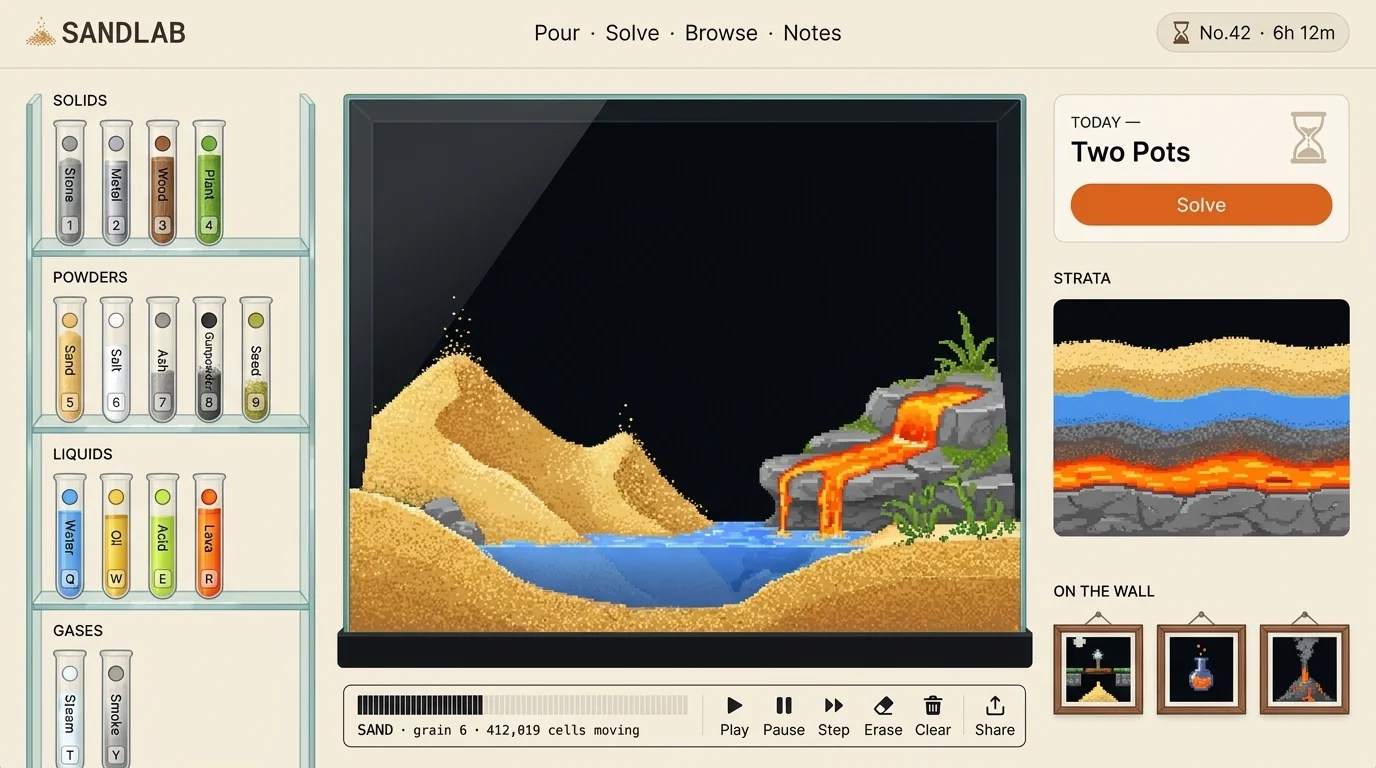 SANDLAB
Pour · Solve · Browse · Notes
No.42 · 6h 12m
SOLIDS
Stone
Metal
Wood
Plant
1
2
3
4
POWDERS
Sand
Salt
Ash
Gunpowder
Seed
5
6
7
8
9
LIQUIDS
Water
Oil
Acid
Lava
Q
W
E
R
GASES
Steam
Smoke
T
Y
SAND · grain 6 · 412,019 cells moving
Play
Pause
Step
Erase
Clear
Share
TODAY —
Two Pots
Solve
STRATA
ON THE WALL